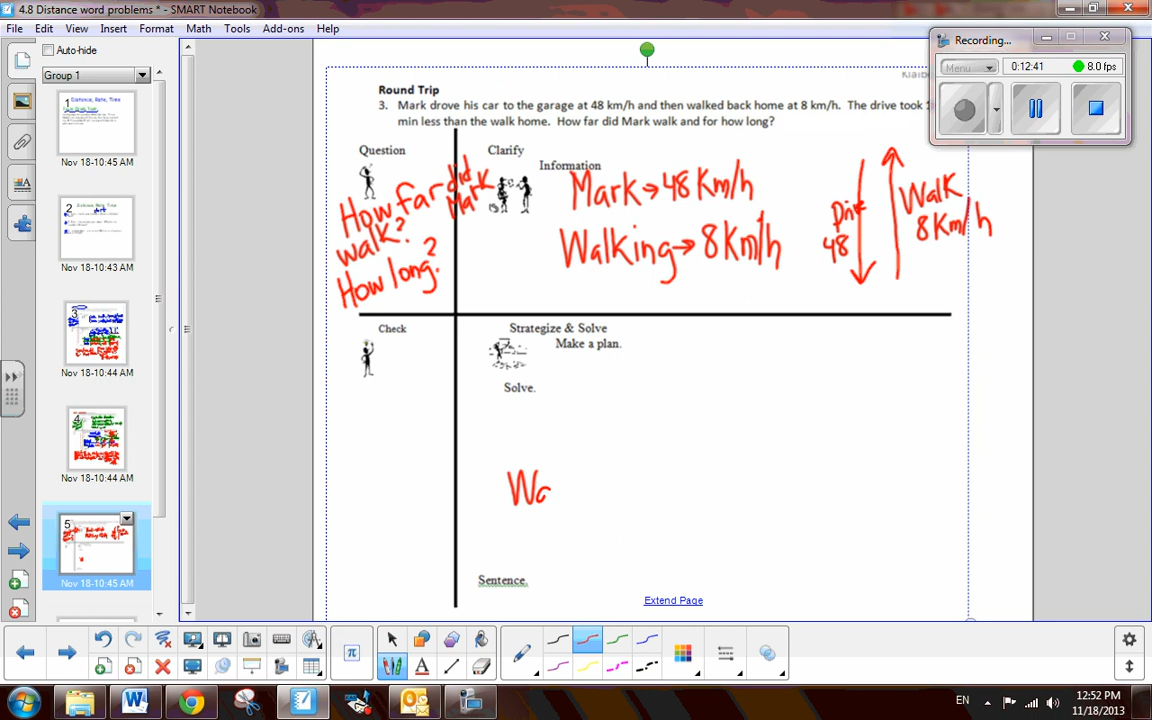 4.8 Distance word problems * - SMART Notebook
File Edit View Insert Format Math Tools Add-ons Help
Auto-hide
Group 1
Nov 18-10:45 AM
Nov 18-10:43 AM
Nov 18-10:44 AM
Nov 18-10:44 AM
Nov 18-10:45 AM
Recording...
Menu
0:12:41
8.0 fps
Round Trip
3. Mark drove his car to the garage at 48 km/h and then walked back home at 8 km/h. The drive took
min less than the walk home. How far did Mark walk and for how long?
Question
Clarify
Information
How far did Mark
walk?
How long?
Mark → 48 Km/h
Walking → 8 Km/h
Drive
48
Walk
8 Km/h
Check
Strategize & Solve
Make a plan.
Solve.
Wa
Sentence.
Extend Page
EN
12:52 PM
11/18/2013